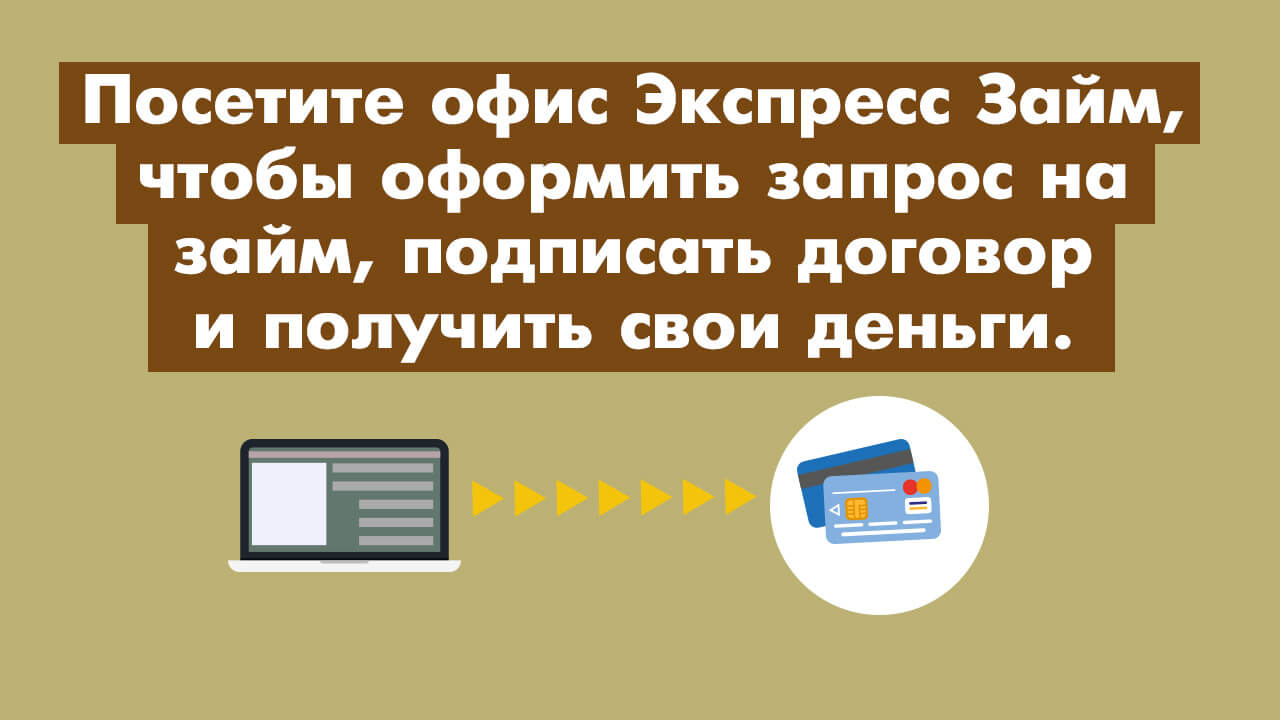 Посетите офис Экспресс Займ,
чтобы оформить запрос на
займ, подписать договор
и получить свои деньги.